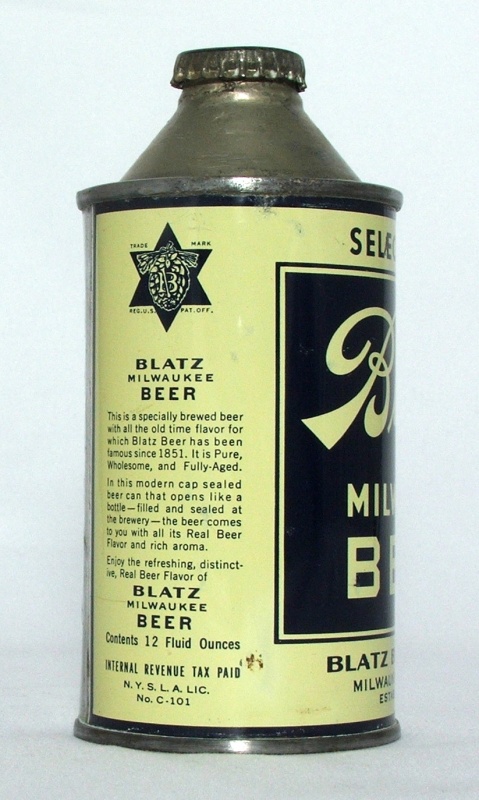 TRADE MARK
B
REG.U.S. PAT.OFF.
BLATZ
MILWAUKEE
BEER
This is a specially brewed beer
with all the old time flavor for
which Blatz Beer has been
famous since 1851. It is Pure,
Wholesome, and Fully-Aged.
In this modern cap sealed
beer can that opens like a
bottle—filled and sealed at
the brewery—the beer comes
to you with all its Real Beer
Flavor and rich aroma.
Enjoy the refreshing, distinct-
ive, Real Beer Flavor of
BLATZ
MILWAUKEE
BEER
Contents 12 Fluid Ounces
INTERNAL REVENUE TAX PAID
N.Y.S.L.A. LIC.
No. C-101
SELEC
Bl
MILW
BE
BLATZ B
MILWAU
ESTA